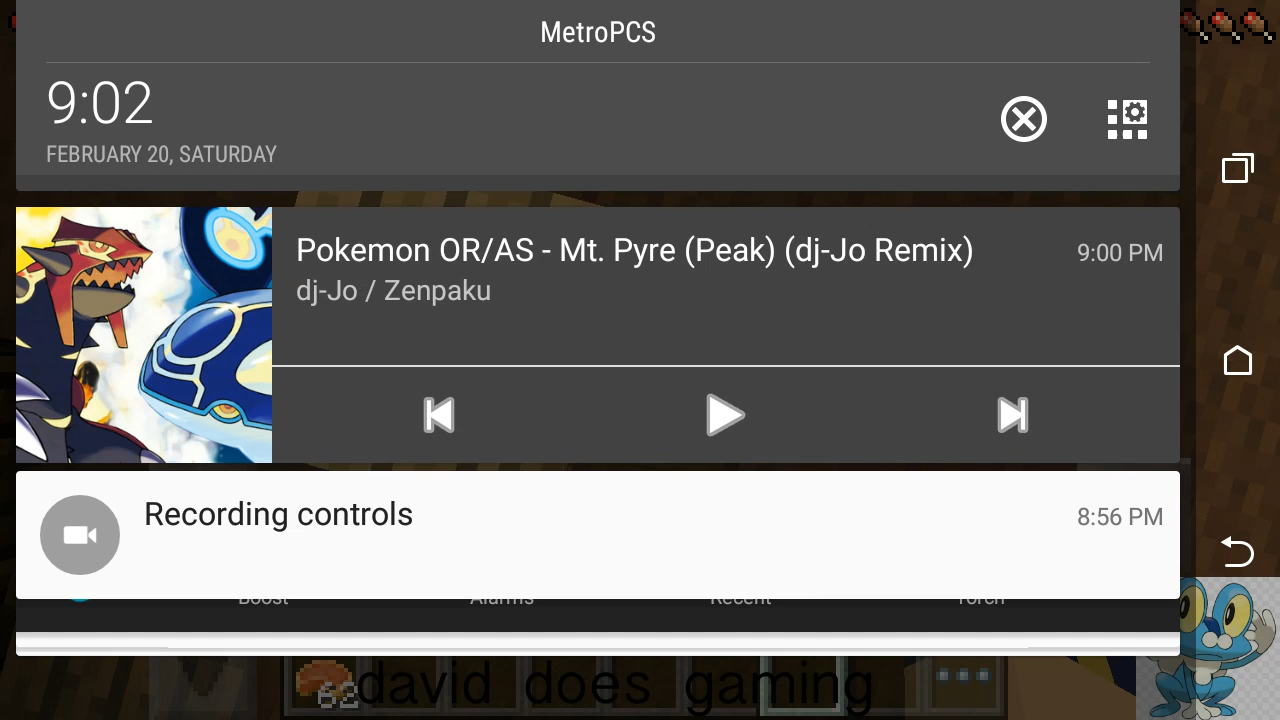 MetroPCS
9:02
FEBRUARY 20, SATURDAY
Pokemon OR/AS - Mt. Pyre (Peak) (dj-Jo Remix)
9:00 PM
dj-Jo / Zenpaku
Recording controls
8:56 PM
Boost Alarms Recent Torch
62
david does gaming